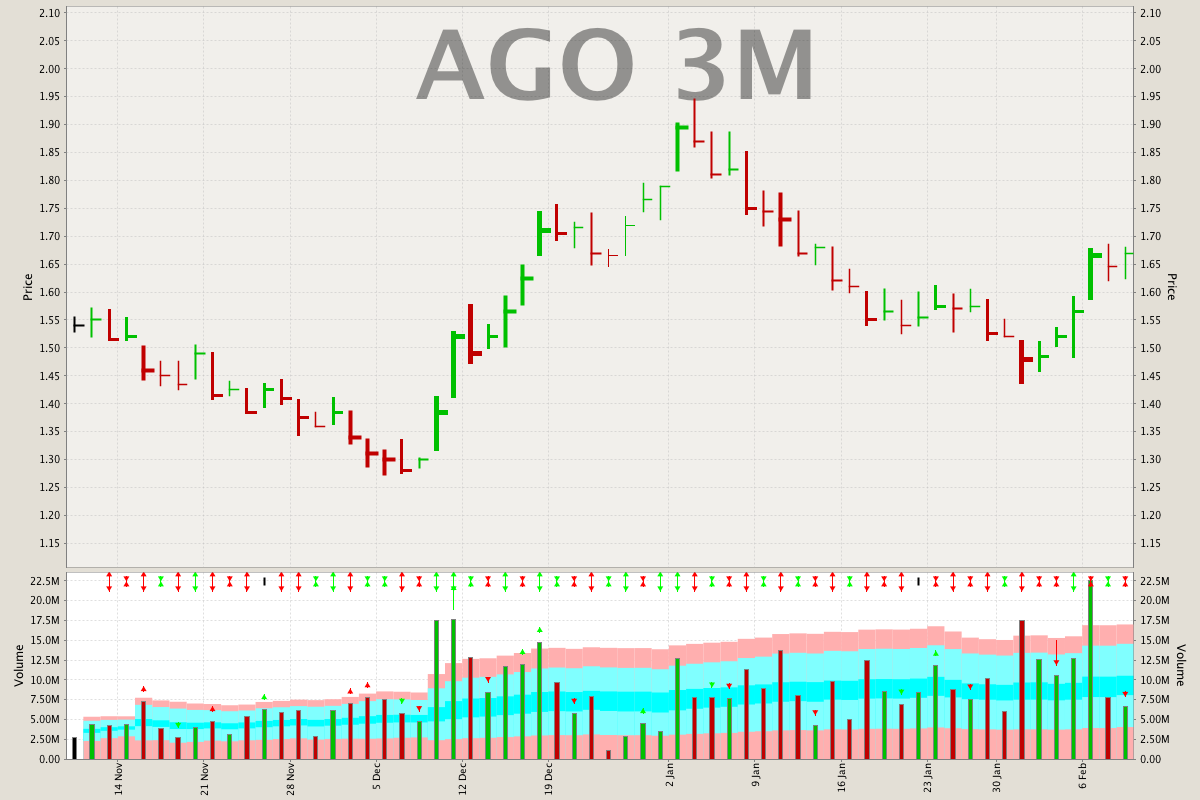 AGO 3M
2.10
2.05
2.00
1.95
1.90
1.85
1.80
1.75
1.70
1.65
1.60
1.55
1.50
1.45
1.40
1.35
1.30
1.25
1.20
1.15
Price
2.10
2.05
2.00
1.95
1.90
1.85
1.80
1.75
1.70
1.65
1.60
1.55
1.50
1.45
1.40
1.35
1.30
1.25
1.20
1.15
Price
22.5M
20.0M
17.5M
15.0M
12.5M
10.0M
7.50M
5.00M
2.50M
0.00
Volume
22.5M
20.0M
17.5M
15.0M
12.5M
10.0M
7.50M
5.00M
2.50M
0.00
Volume
14 Nov
21 Nov
28 Nov
5 Dec
12 Dec
19 Dec
2 Jan
9 Jan
16 Jan
23 Jan
30 Jan
6 Feb